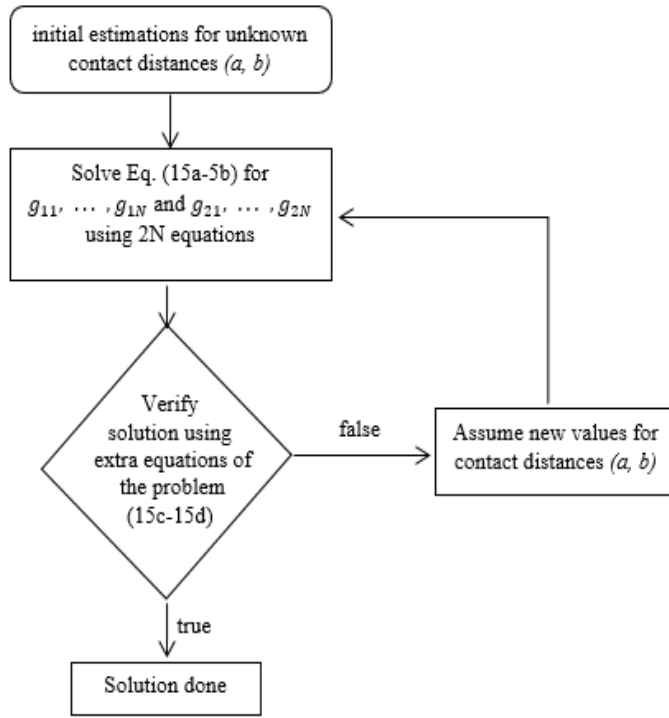 initial estimations for unknown
contact distances (a, b)
Solve Eq. (15a-5b) for
g₁₁, … , g₁N and g₂₁, … , g₂N
using 2N equations
Verify
solution using
extra equations of
the problem
(15c-15d)
false
Assume new values for
contact distances (a, b)
true
Solution done